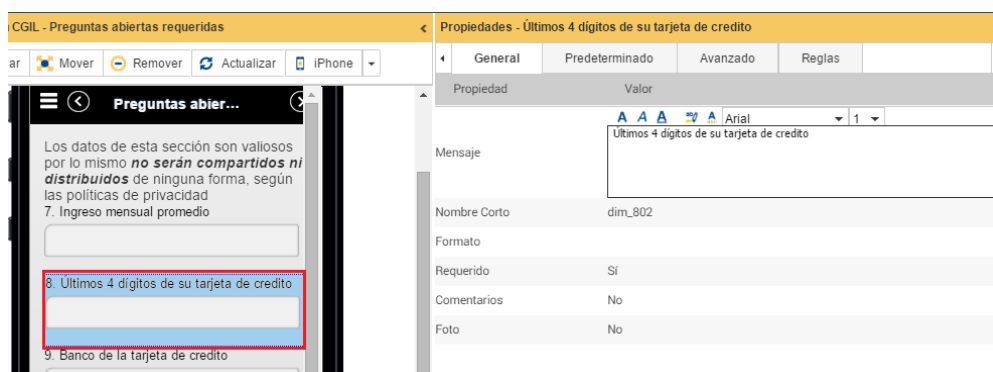 CGIL - Preguntas abiertas requeridas
ar Mover Remover Actualizar iPhone
Preguntas abier...
Los datos de esta sección son valiosos
por lo mismo no serán compartidos ni
distribuidos de ninguna forma, según
las políticas de privacidad
7. Ingreso mensual promedio
8. Últimos 4 dígitos de su tarjeta de credito
9. Banco de la tarjeta de credito
Propiedades - Últimos 4 dígitos de su tarjeta de credito
General Predeterminado Avanzado Reglas
Propiedad Valor
A A A A Arial 1
Mensaje Últimos 4 dígitos de su tarjeta de credito
Nombre Corto dim_802
Formato
Requerido Sí
Comentarios No
Foto No